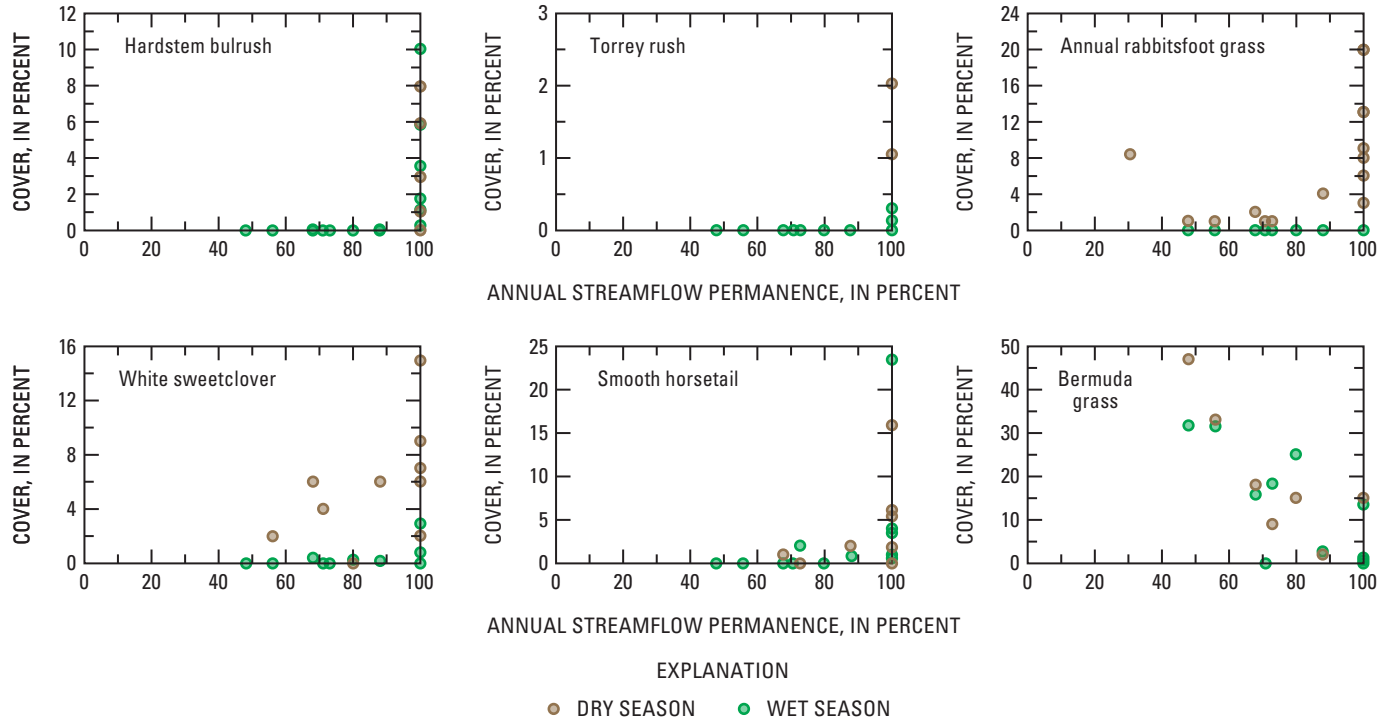 COVER, IN PERCENT
12
10
8
6
4
2
0
Hardstem bulrush
0 20 40 60 80 100
COVER, IN PERCENT
3
2
1
0
Torrey rush
0 20 40 60 80 100
COVER, IN PERCENT
24
20
16
12
8
4
0
Annual rabbitsfoot grass
0 20 40 60 80 100
ANNUAL STREAMFLOW PERMANENCE, IN PERCENT
COVER, IN PERCENT
16
12
8
4
0
White sweetclover
0 20 40 60 80 100
COVER, IN PERCENT
25
20
15
10
5
0
Smooth horsetail
0 20 40 60 80 100
COVER, IN PERCENT
50
40
30
20
10
0
Bermuda
grass
0 20 40 60 80 100
ANNUAL STREAMFLOW PERMANENCE, IN PERCENT
EXPLANATION
DRY SEASON WET SEASON